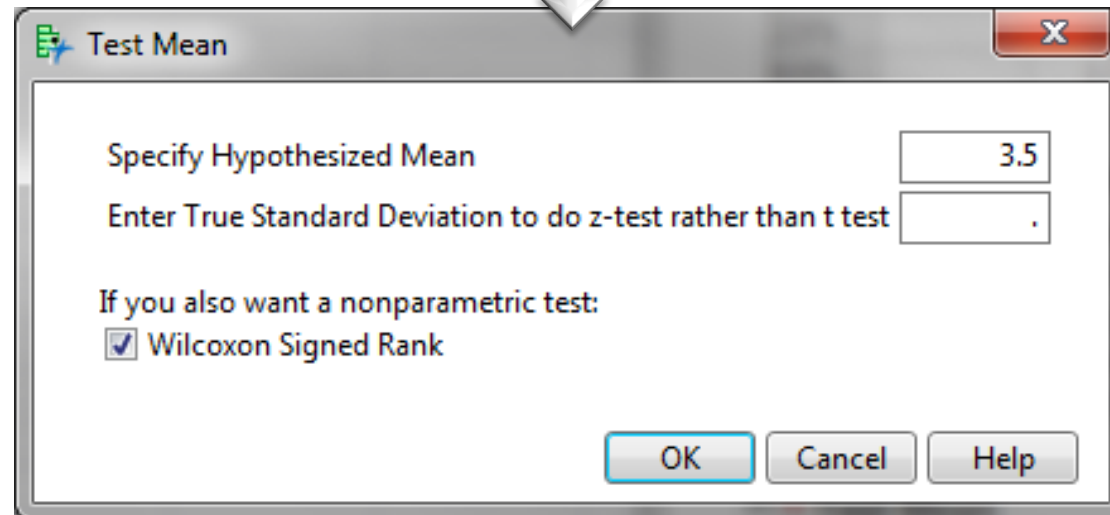 Test Mean
Specify Hypothesized Mean 3.5
Enter True Standard Deviation to do z-test rather than t test .
If you also want a nonparametric test:
Wilcoxon Signed Rank
OK Cancel Help